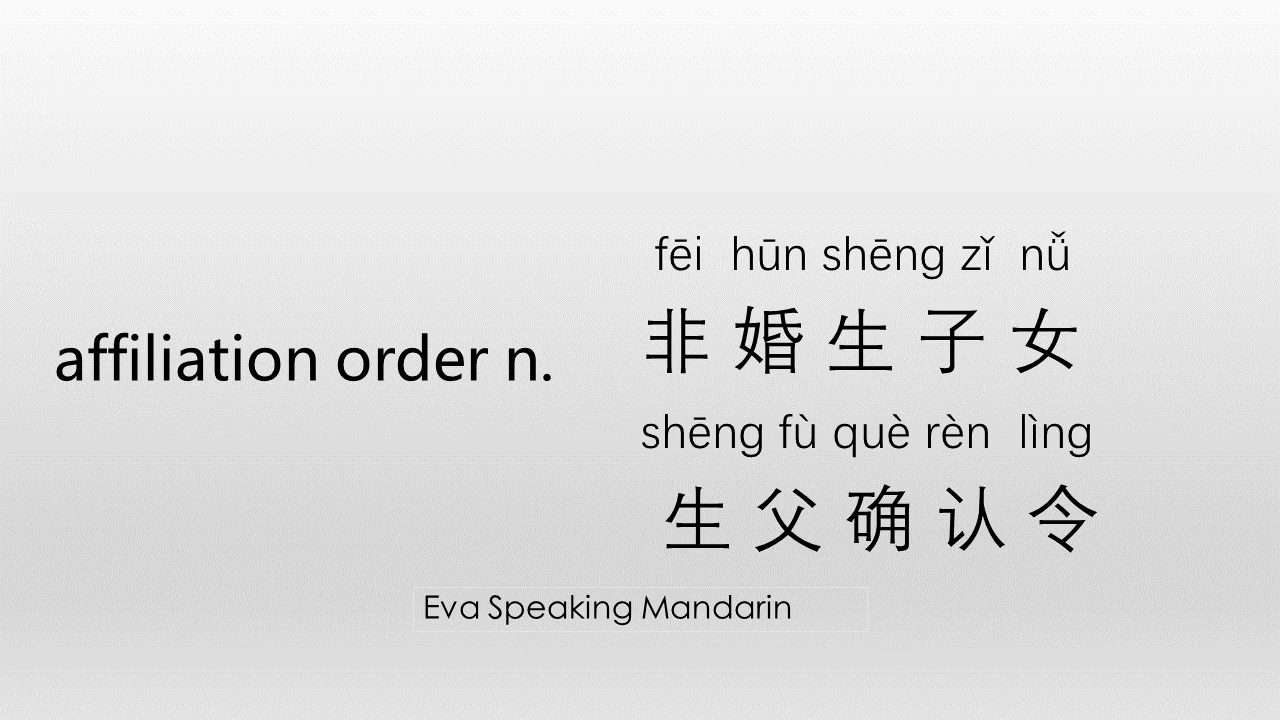 affiliation order n.
fēi hūn shēng zǐ nǚ
非婚生子女
shēng fù què rèn lìng
生父确认令
Eva Speaking Mandarin